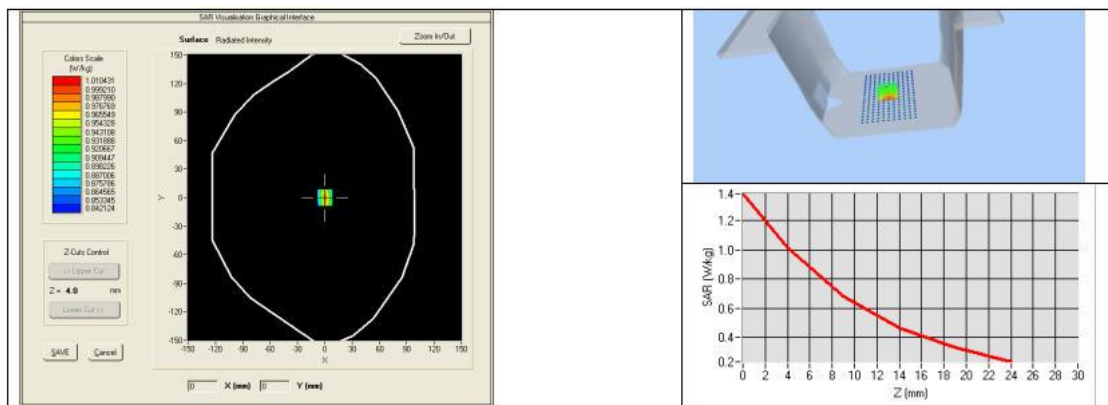 SAR Visualisation Graphical Interface
Surface Radiated Intensity
Zoom In/Out
Colors Scale
(W/kg)
1.010431
0.999210
0.987990
0.976769
0.965549
0.954328
0.943108
0.931888
0.920667
0.909447
0.898226
0.887006
0.875786
0.864565
0.853345
0.842124
Z-Cuts Control
<< Upper Cut
Z = 4.0 mm
Lower Cut >>
SAVE Cancel
150
120
90
60
30
0
-30
-60
-90
-120
-150
Y
-150 -120 -90 -60 -30 0 30 60 90 120 150
X
0 X (mm) 0 Y (mm)
1.4
1.2
1.0
0.8
0.6
0.4
0.2
SAR (W/kg)
0 2 4 6 8 10 12 14 16 18 20 22 24 26 28 30
Z (mm)